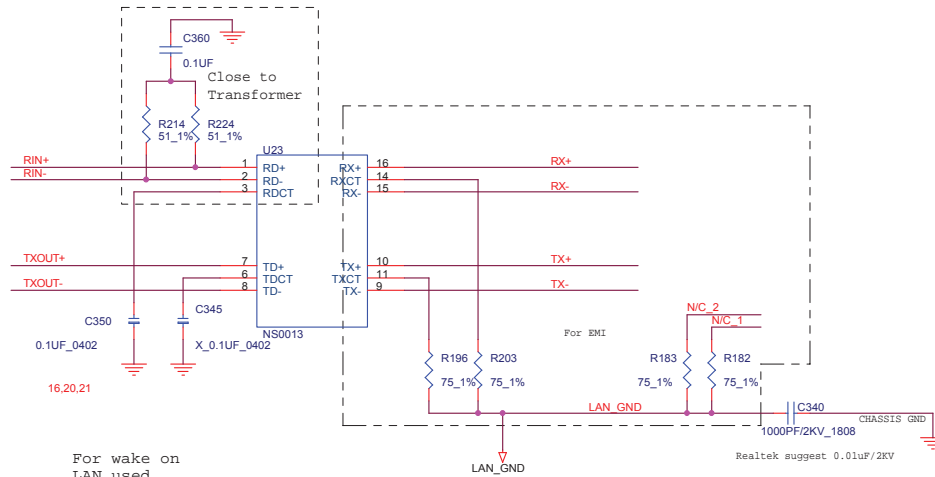 C360
0.1UF
Close to
Transformer
R214
51_1%
R224
51_1%
U23
RIN+
1
RD+
RX+
16
RX+
RIN-
2
RD-
RXCT
14
3
RDCT
RX-
15
RX-
TXOUT+
7
TD+
TX+
10
TX+
6
TDCT
TXCT
11
TXOUT-
8
TD-
TX-
9
TX-
C350
0.1UF_0402
C345
X_0.1UF_0402
NS0013
For EMI
N/C_2
N/C_1
R196
75_1%
R203
75_1%
R183
75_1%
R182
75_1%
16,20,21
LAN_GND
C340
1000PF/2KV_1808
CHASSIS GND
Realtek suggest 0.01uF/2KV
LAN_GND
For wake on
LAN used